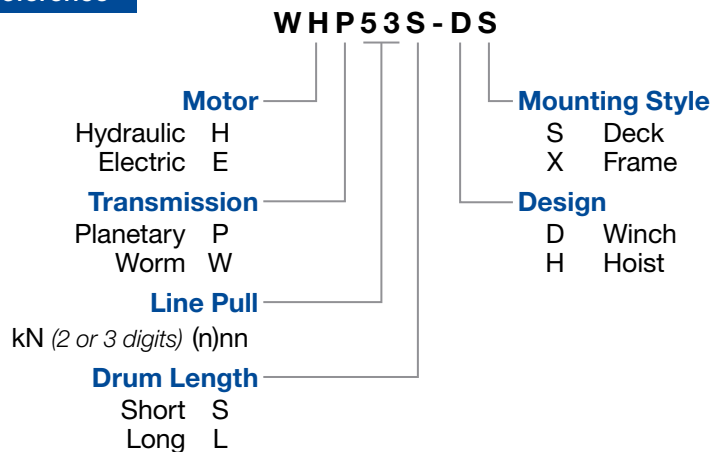 WHP53S-DS
Motor
Hydraulic H
Electric E
Transmission
Planetary P
Worm W
Line Pull
kN (2 or 3 digits) (n)nn
Drum Length
Short S
Long L
Mounting Style
S Deck
X Frame
Design
D Winch
H Hoist